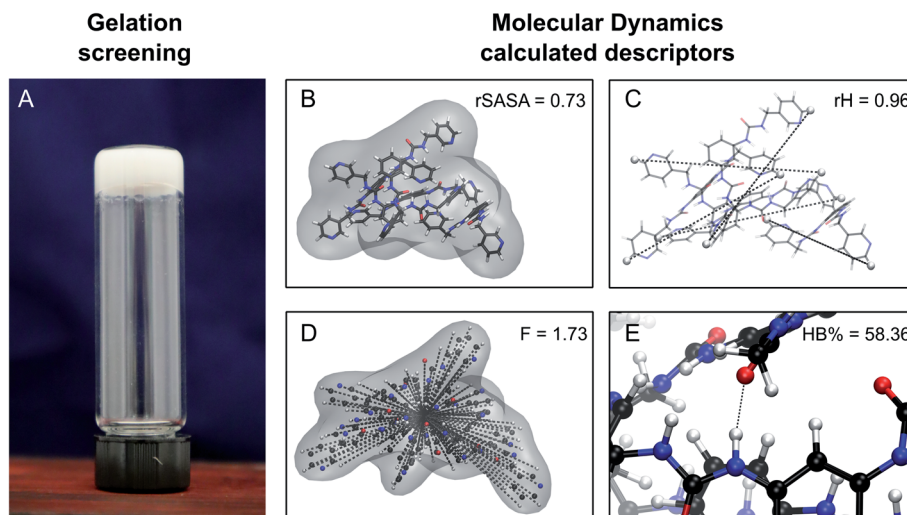 Gelation
screening
Molecular Dynamics
calculated descriptors
A
B
rSASA = 0.73
C
rH = 0.96
D
F = 1.73
E
HB% = 58.36